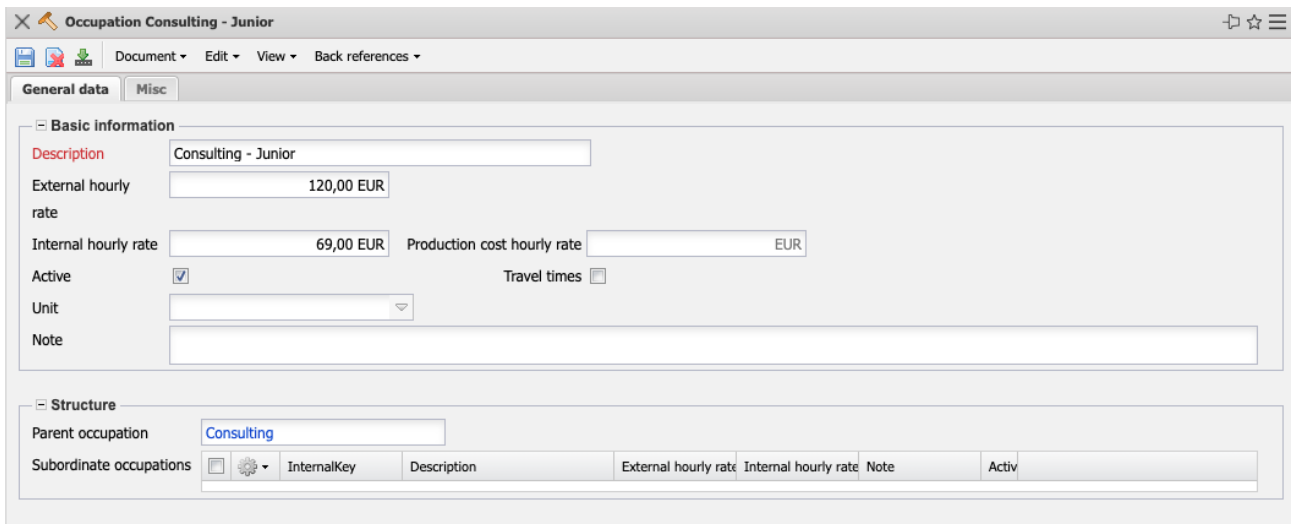 Occupation Consulting - Junior
Document Edit View Back references
General data Misc
Basic information
Description Consulting - Junior
External hourly rate 120,00 EUR
Internal hourly rate 69,00 EUR Production cost hourly rate EUR
Active Travel times
Unit
Note
Structure
Parent occupation Consulting
Subordinate occupations InternalKey Description External hourly rate Internal hourly rate Note Activ